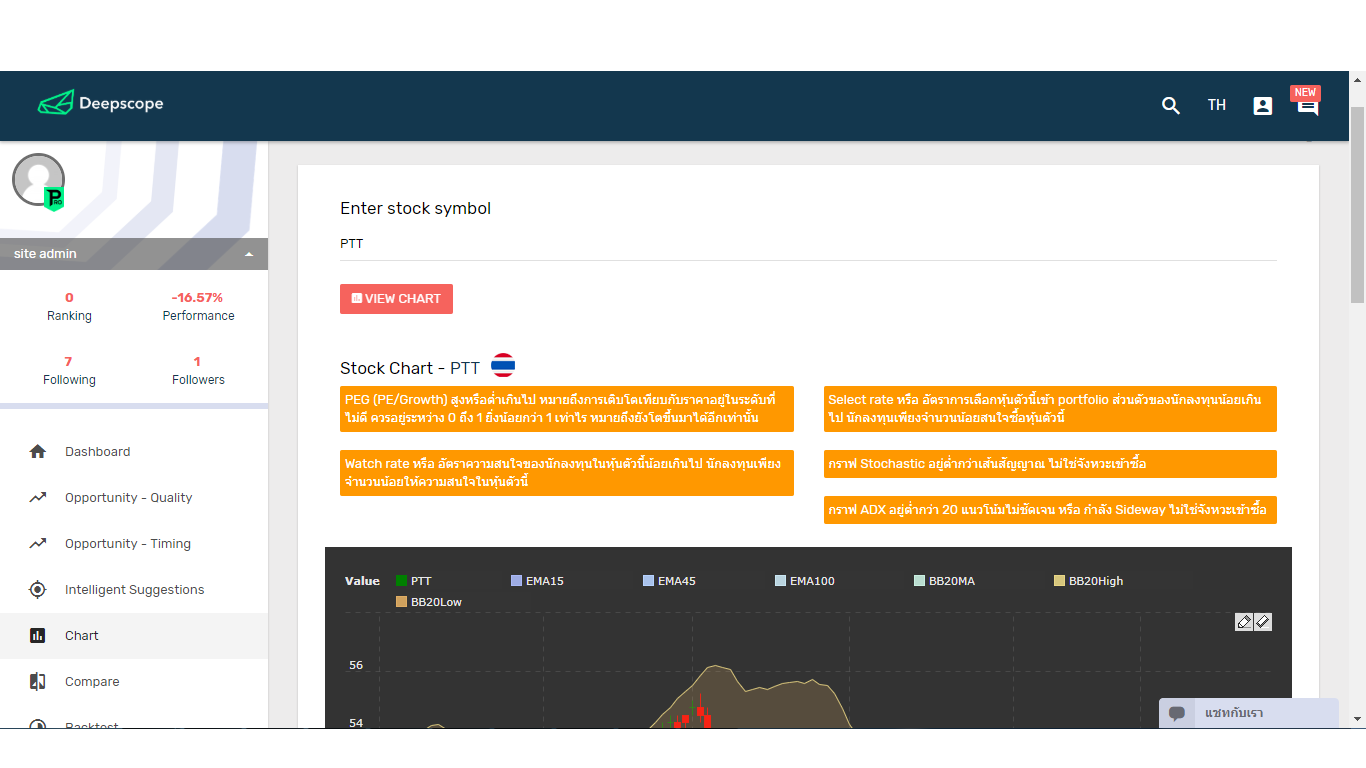 Deepscope
TH
NEW
PRO
site admin
0
-16.57%
Ranking
Performance
7
1
Following
Followers
Dashboard
Opportunity - Quality
Opportunity - Timing
Intelligent Suggestions
Chart
Compare
Backtest
Enter stock symbol
PTT
VIEW CHART
Stock Chart - PTT
PEG (PE/Growth) สูงหรือต่ำเกินไป หมายถึงการเติบโตเทียบกับราคาอยู่ในระดับที่
ไม่ดี ควรอยู่ระหว่าง 0 ถึง 1 ยิ่งน้อยกว่า 1 เท่าไร หมายถึงยังโตขึ้นมาได้อีกเท่านั้น
Watch rate หรือ อัตราความสนใจของนักลงทุนในหุ้นตัวนี้น้อยเกินไป นักลงทุนเพียง
จำนวนน้อยให้ความสนใจในหุ้นตัวนี้
Select rate หรือ อัตราการเลือกหุ้นตัวนี้เข้า portfolio ส่วนตัวของนักลงทุนน้อยเกิน
ไป นักลงทุนเพียงจำนวนน้อยสนใจซื้อหุ้นตัวนี้
กราฟ Stochastic อยู่ต่ำกว่าเส้นสัญญาณ ไม่ใช่จังหวะเข้าซื้อ
กราฟ ADX อยู่ต่ำกว่า 20 แนวโน้มไม่ชัดเจน หรือ กำลัง Sideway ไม่ใช่จังหวะเข้าซื้อ
Value PTT EMA15 EMA45 EMA100 BB20MA BB20High
BB20Low
56
54
แชทกับเรา